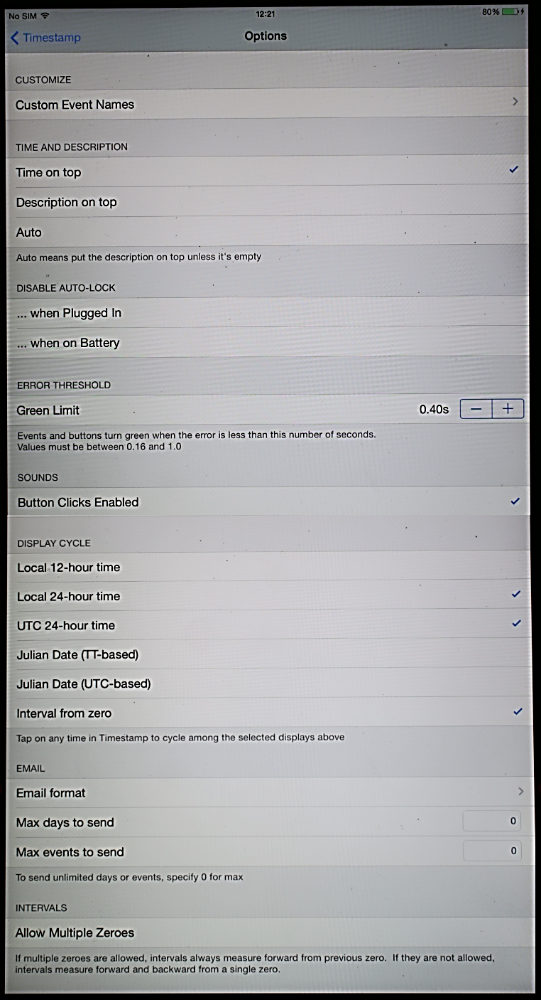 No SIM 12:21 80%
Timestamp Options
CUSTOMIZE
Custom Event Names
TIME AND DESCRIPTION
Time on top
Description on top
Auto
Auto means put the description on top unless it's empty
DISABLE AUTO-LOCK
... when Plugged In
... when on Battery
ERROR THRESHOLD
Green Limit 0.40s − +
Events and buttons turn green when the error is less than this number of seconds.
Values must be between 0.16 and 1.0
SOUNDS
Button Clicks Enabled
DISPLAY CYCLE
Local 12-hour time
Local 24-hour time
UTC 24-hour time
Julian Date (TT-based)
Julian Date (UTC-based)
Interval from zero
Tap on any time in Timestamp to cycle among the selected displays above
EMAIL
Email format
Max days to send 0
Max events to send 0
To send unlimited days or events, specify 0 for max
INTERVALS
Allow Multiple Zeroes
If multiple zeroes are allowed, intervals always measure forward from previous zero. If they are not allowed,
intervals measure forward and backward from a single zero.